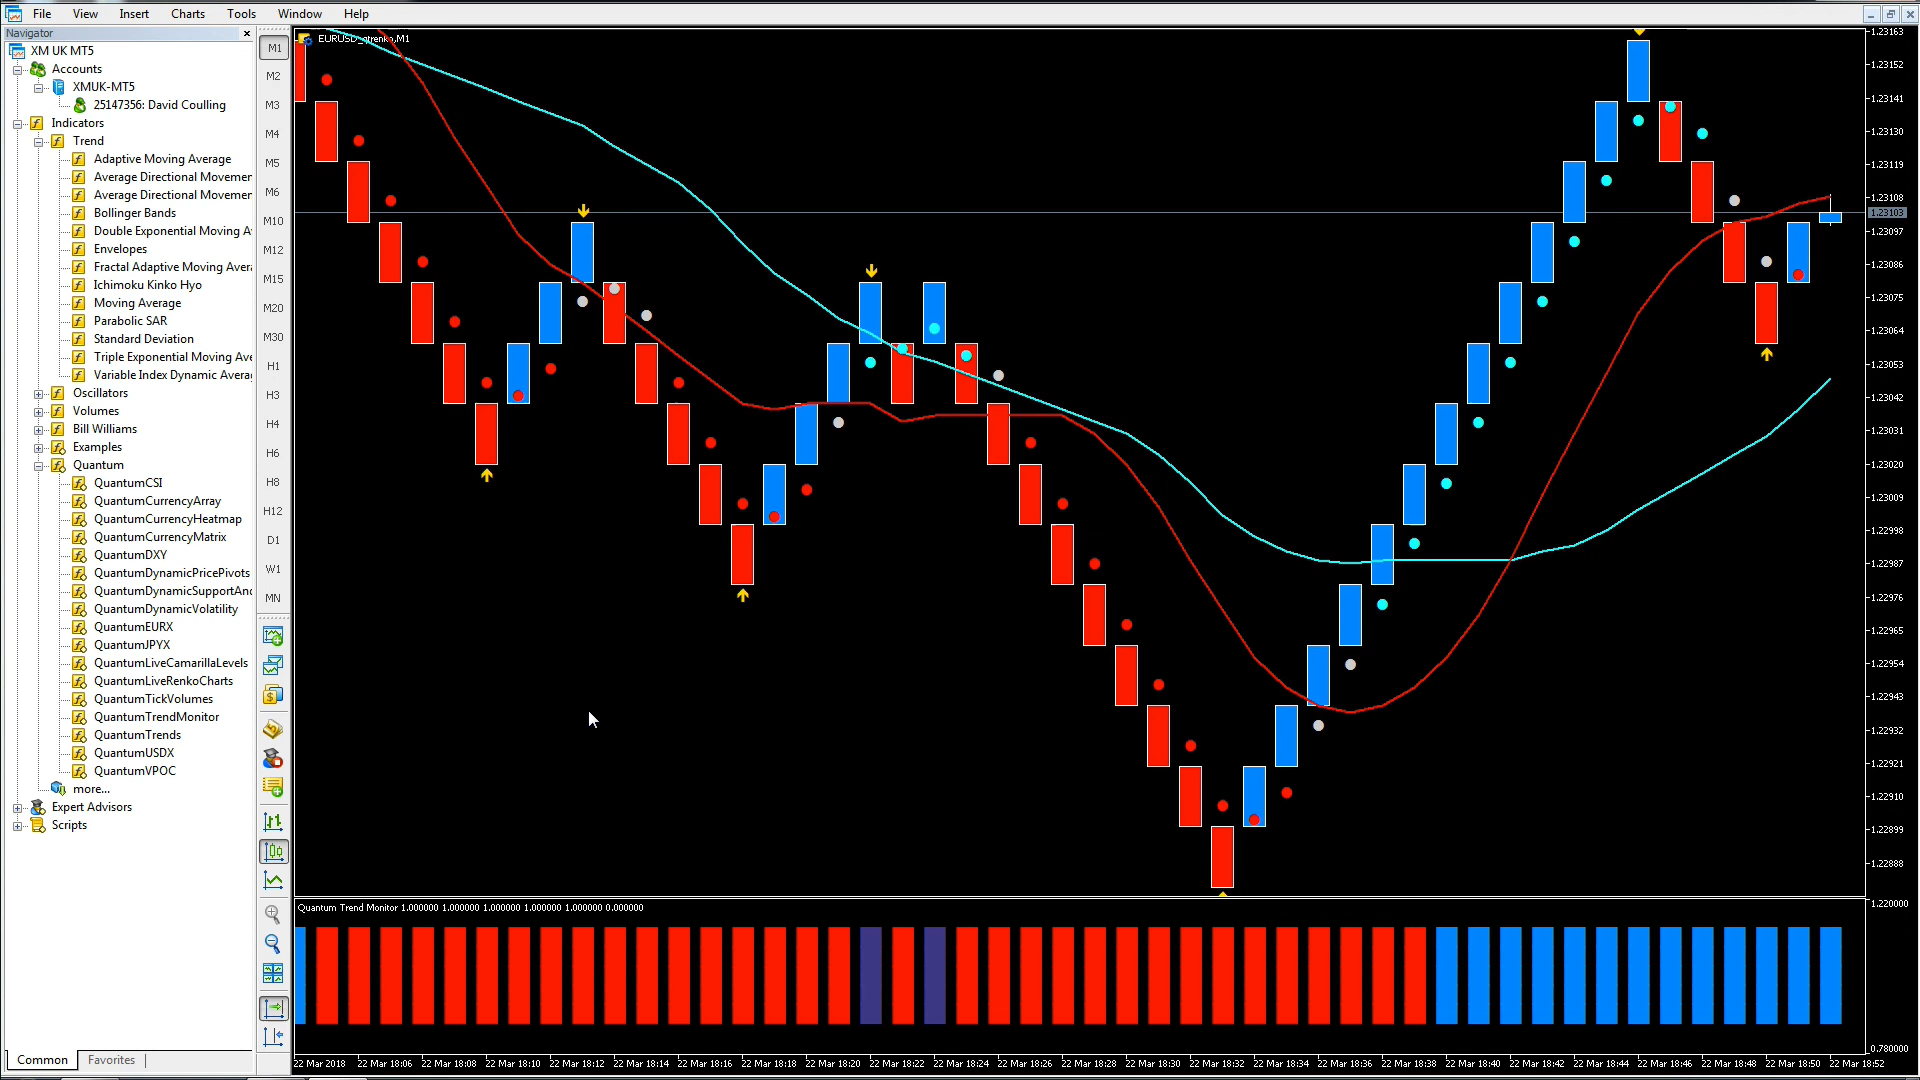 File View Insert Charts Tools Window Help
Navigator
XM UK MT5
Accounts
XMUK-MT5
25147356: David Coulling
Indicators
Trend
Adaptive Moving Average
Average Directional Movemen
Average Directional Movemen
Bollinger Bands
Double Exponential Moving A
Envelopes
Fractal Adaptive Moving Aver
Ichimoku Kinko Hyo
Moving Average
Parabolic SAR
Standard Deviation
Triple Exponential Moving Ave
Variable Index Dynamic Avera
Oscillators
Volumes
Bill Williams
Examples
Quantum
QuantumCSI
QuantumCurrencyArray
QuantumCurrencyHeatmap
QuantumCurrencyMatrix
QuantumDXY
QuantumDynamicPricePivots
QuantumDynamicSupportAnd
QuantumDynamicVolatility
QuantumEURX
QuantumJPYX
QuantumLiveCamarillaLevels
QuantumLiveRenkoCharts
QuantumTickVolumes
QuantumTrendMonitor
QuantumTrends
QuantumUSDX
QuantumVPOC
more...
Expert Advisors
Scripts
Common Favorites
M1
M2
M3
M4
M5
M6
M10
M12
M15
M20
M30
H1
H3
H4
H6
H8
H12
D1
W1
MN
EURUSD_qtrenko,M1
1.23163
1.23152
1.23141
1.23130
1.23119
1.23108
1.23103
1.23097
1.23086
1.23075
1.23064
1.23053
1.23042
1.23031
1.23020
1.23009
1.22998
1.22987
1.22976
1.22965
1.22954
1.22943
1.22932
1.22921
1.22910
1.22899
1.22888
Quantum Trend Monitor 1.000000 1.000000 1.000000 1.000000 1.000000 0.000000
1.220000
0.780000
22 Mar 2018 22 Mar 18:06 22 Mar 18:08 22 Mar 18:10 22 Mar 18:12 22 Mar 18:14 22 Mar 18:16 22 Mar 18:18 22 Mar 18:20 22 Mar 18:22 22 Mar 18:24 22 Mar 18:26 22 Mar 18:28 22 Mar 18:30 22 Mar 18:32 22 Mar 18:34 22 Mar 18:36 22 Mar 18:38 22 Mar 18:40 22 Mar 18:42 22 Mar 18:44 22 Mar 18:46 22 Mar 18:48 22 Mar 18:50 22 Mar 18:52